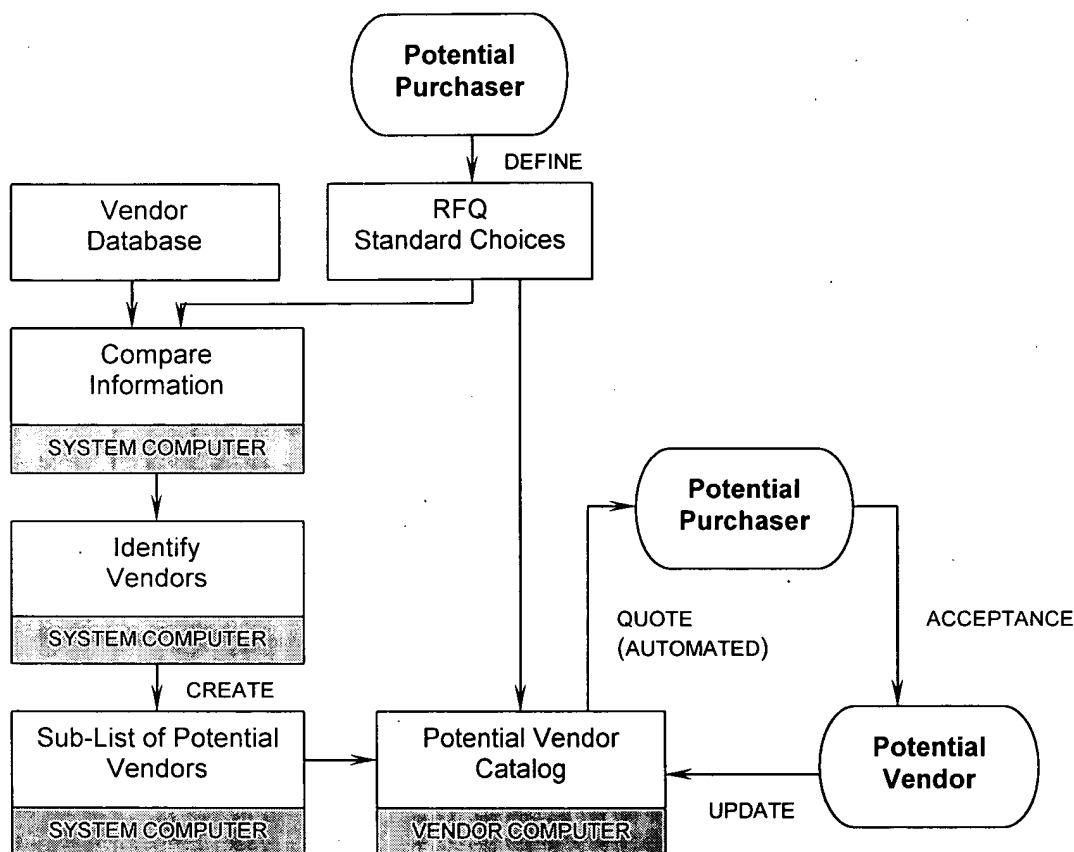 Potential
Purchaser
DEFINE
Vendor
Database
RFQ
Standard Choices
Compare
Information
SYSTEM COMPUTER
Identify
Vendors
SYSTEM COMPUTER
CREATE
Sub-List of Potential
Vendors
SYSTEM COMPUTER
Potential Vendor
Catalog
VENDOR COMPUTER
QUOTE
(AUTOMATED)
Potential
Purchaser
ACCEPTANCE
Potential
Vendor
UPDATE